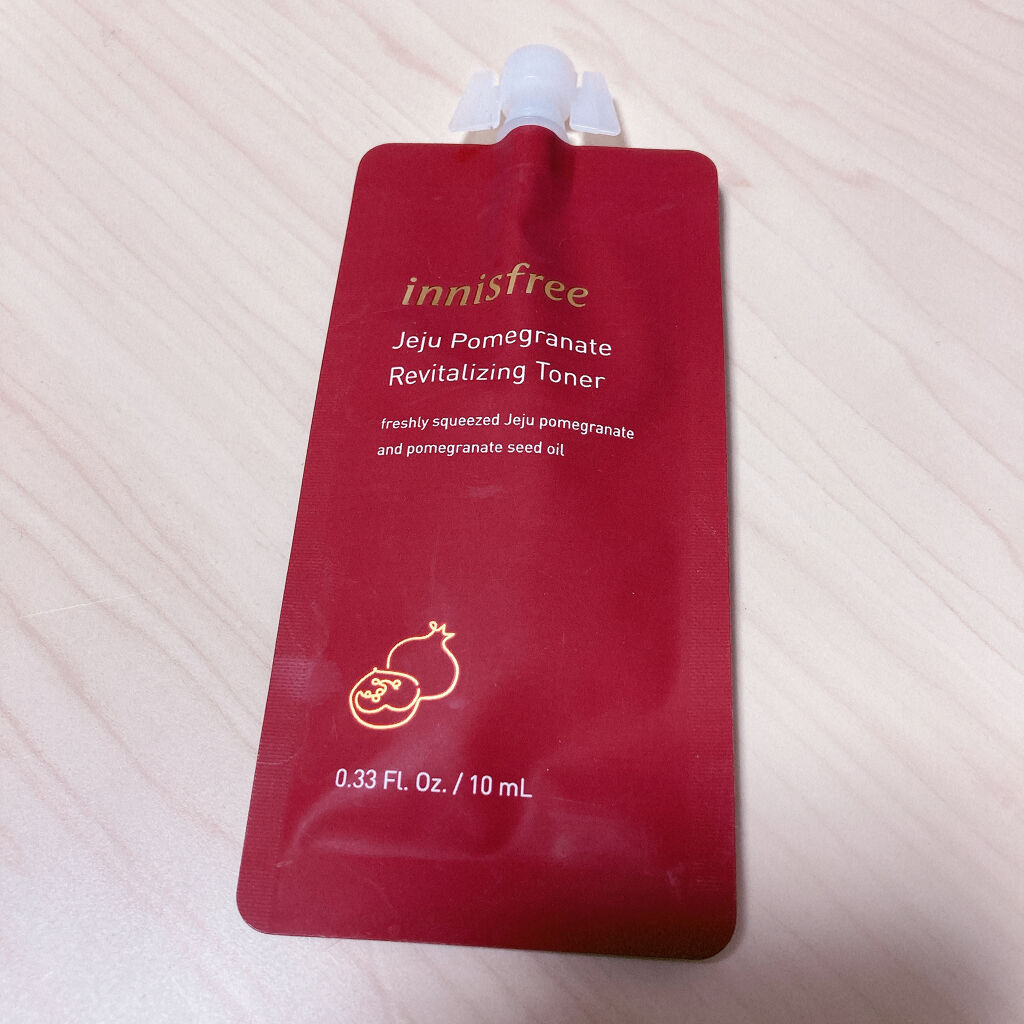 innisfree
Jeju Pomegranate
Revitalizing Toner
freshly squeezed Jeju pomegranate
and pomegranate seed oil
0.33 Fl. Oz. / 10 mL